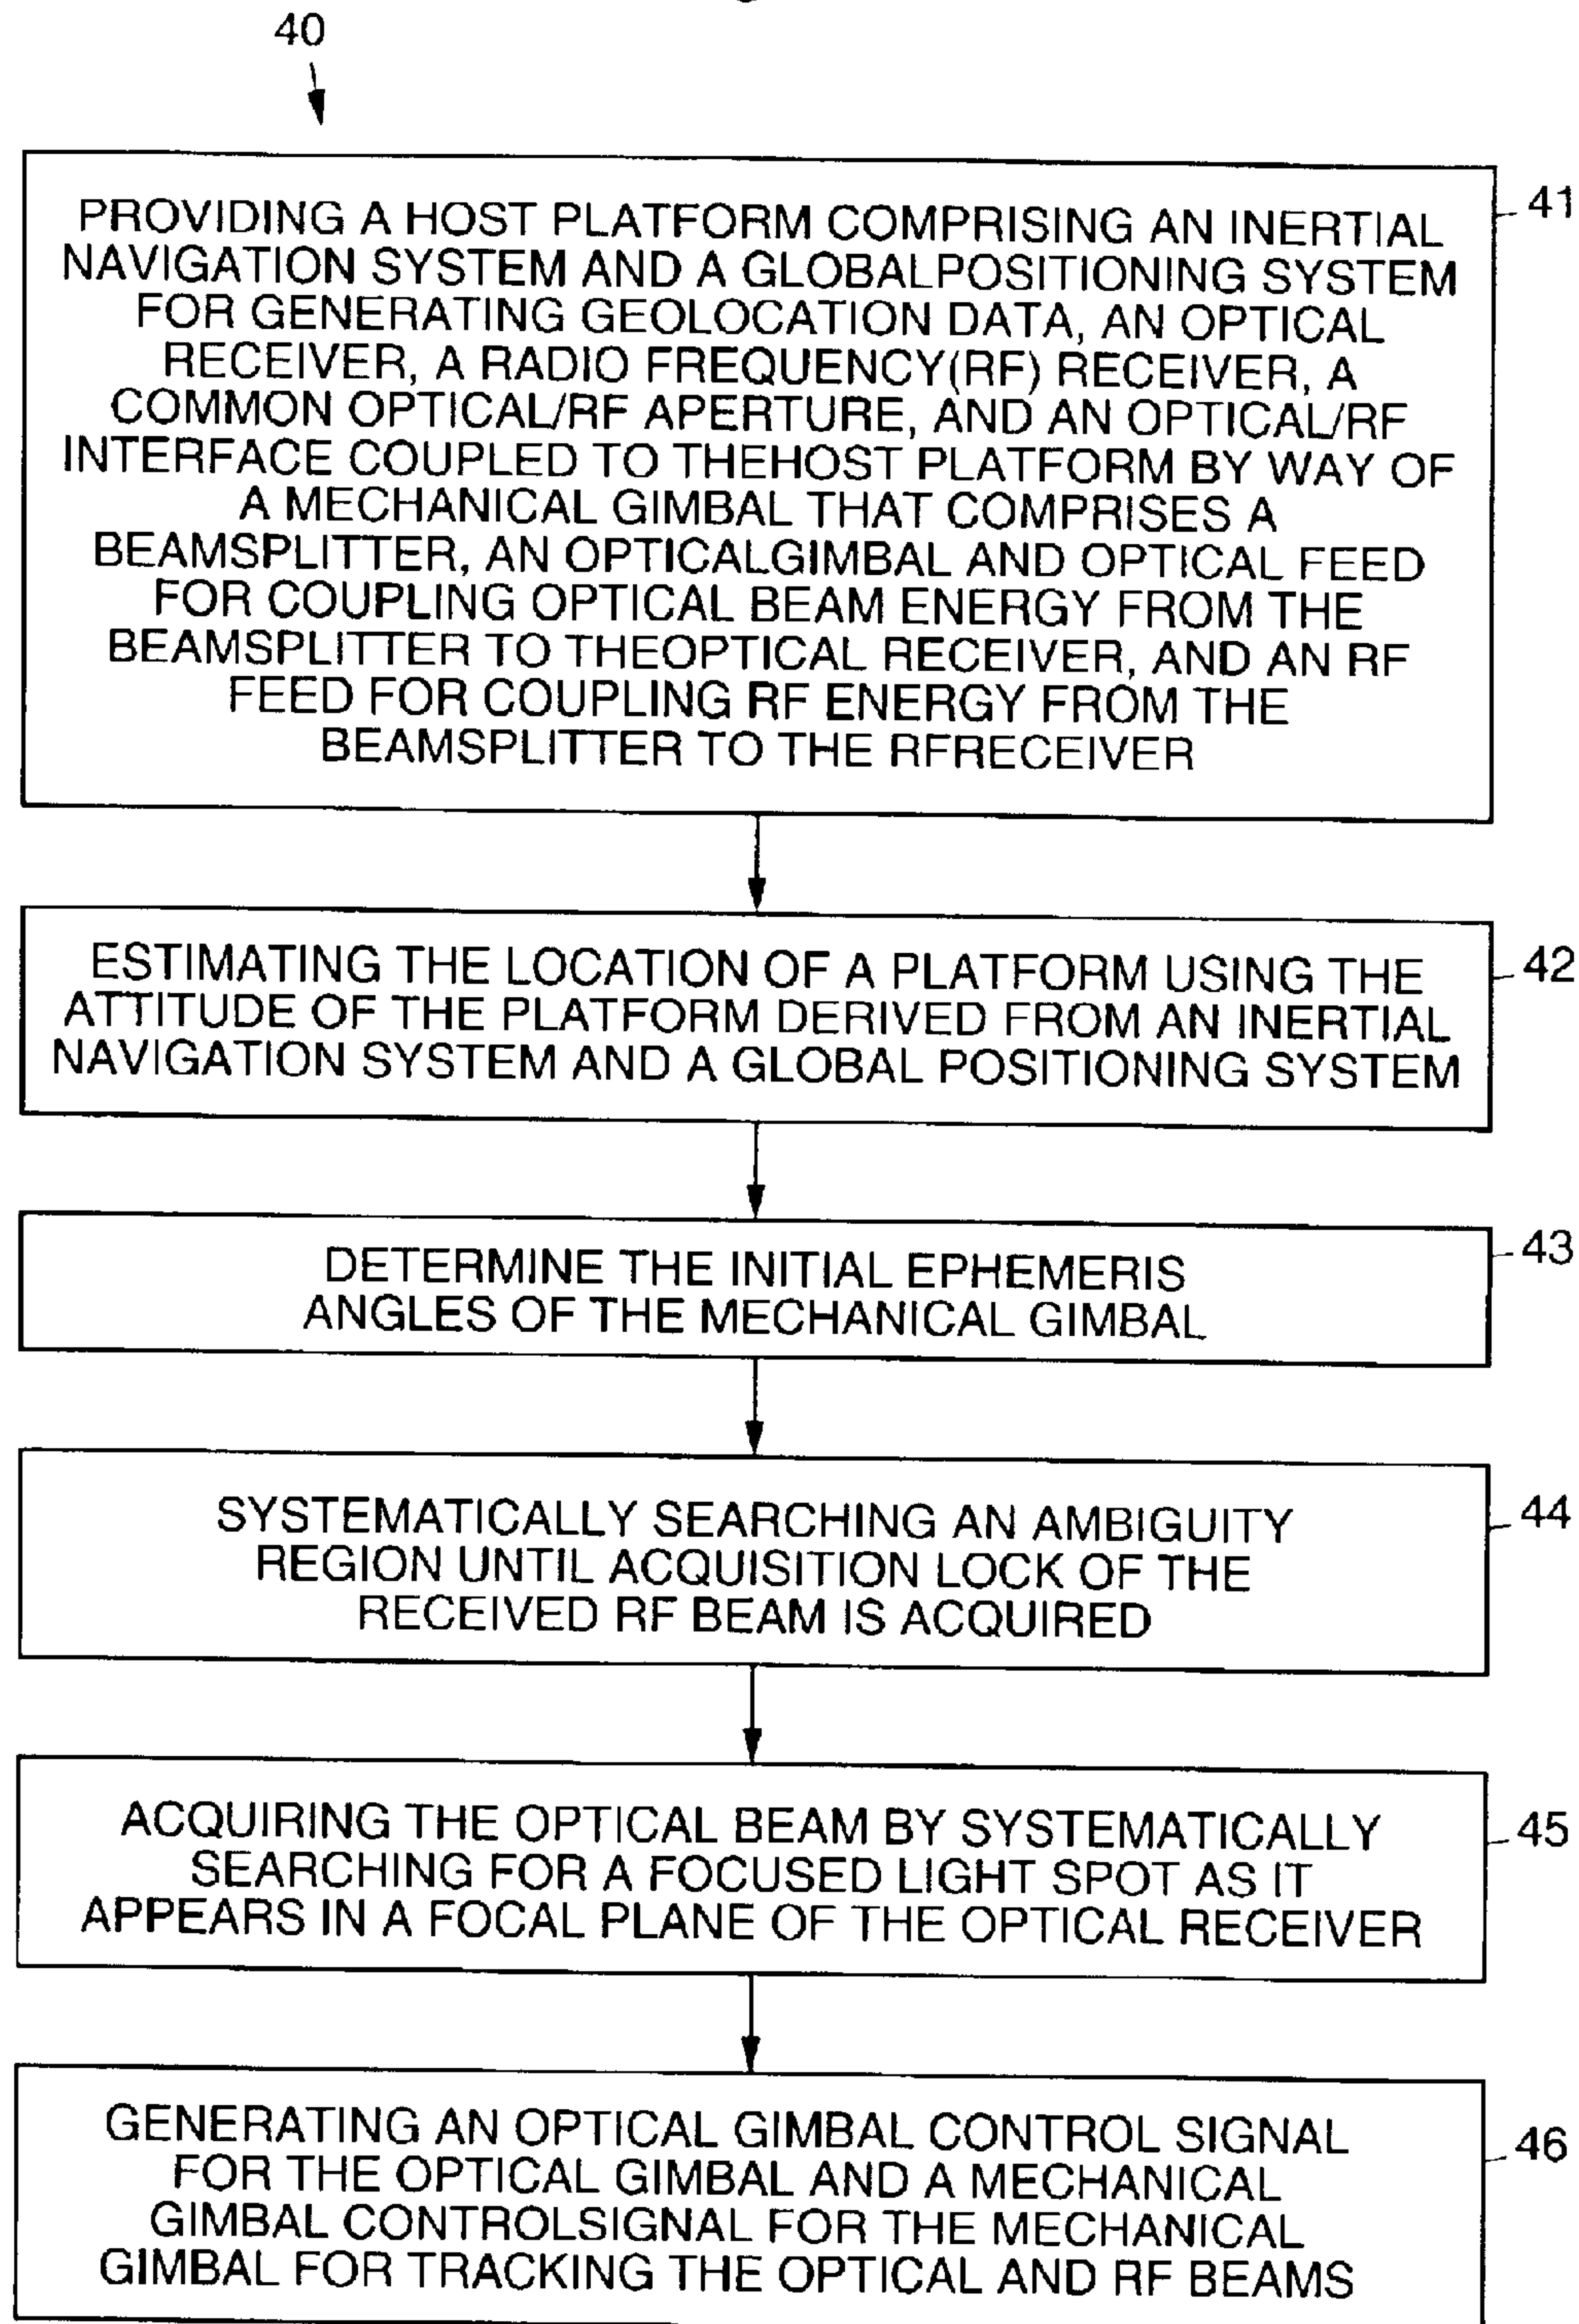 40
PROVIDING A HOST PLATFORM COMPRISING AN INERTIAL
NAVIGATION SYSTEM AND A GLOBALPOSITIONING SYSTEM
FOR GENERATING GEOLOCATION DATA, AN OPTICAL
RECEIVER, A RADIO FREQUENCY(RF) RECEIVER, A
COMMON OPTICAL/RF APERTURE, AND AN OPTICAL/RF
INTERFACE COUPLED TO THEHOST PLATFORM BY WAY OF
A MECHANICAL GIMBAL THAT COMPRISES A
BEAMSPLITTER, AN OPTICALGIMBAL AND OPTICAL FEED
FOR COUPLING OPTICAL BEAM ENERGY FROM THE
BEAMSPLITTER TO THEOPTICAL RECEIVER, AND AN RF
FEED FOR COUPLING RF ENERGY FROM THE
BEAMSPLITTER TO THE RFRECEIVER
41
ESTIMATING THE LOCATION OF A PLATFORM USING THE
ATTITUDE OF THE PLATFORM DERIVED FROM AN INERTIAL
NAVIGATION SYSTEM AND A GLOBAL POSITIONING SYSTEM
42
DETERMINE THE INITIAL EPHEMERIS
ANGLES OF THE MECHANICAL GIMBAL
43
SYSTEMATICALLY SEARCHING AN AMBIGUITY
REGION UNTIL ACQUISITION LOCK OF THE
RECEIVED RF BEAM IS ACQUIRED
44
ACQUIRING THE OPTICAL BEAM BY SYSTEMATICALLY
SEARCHING FOR A FOCUSED LIGHT SPOT AS IT
APPEARS IN A FOCAL PLANE OF THE OPTICAL RECEIVER
45
GENERATING AN OPTICAL GIMBAL CONTROL SIGNAL
FOR THE OPTICAL GIMBAL AND A MECHANICAL
GIMBAL CONTROLSIGNAL FOR THE MECHANICAL
GIMBAL FOR TRACKING THE OPTICAL AND RF BEAMS
46